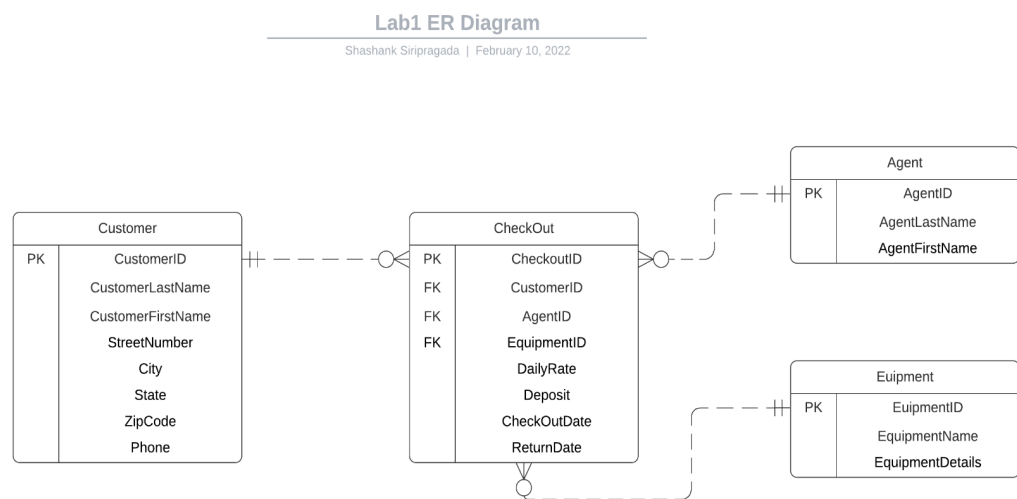 Lab1 ER Diagram
Shashank Siripragada | February 10, 2022
Customer
PK CustomerID
CustomerLastName
CustomerFirstName
StreetNumber
City
State
ZipCode
Phone
CheckOut
PK CheckoutID
FK CustomerID
FK AgentID
FK EquipmentID
DailyRate
Deposit
CheckOutDate
ReturnDate
Agent
PK AgentID
AgentLastName
AgentFirstName
Euipment
PK EuipmentID
EquipmentName
EquipmentDetails